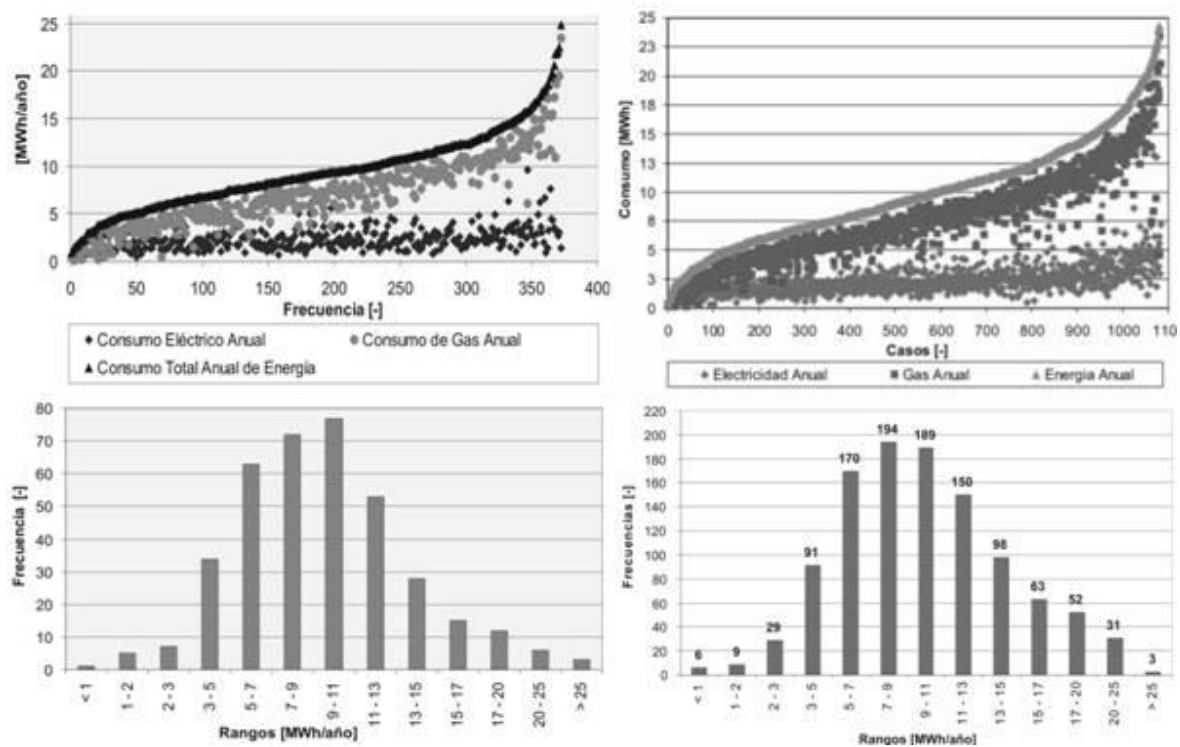 25
20
15
10
5
0
[MWh/año]
0 50 100 150 200 250 300 350 400
Frecuencia [-]
Consumo Eléctrico Anual Consumo de Gas Anual
Consumo Total Anual de Energía
25
23
20
18
15
13
10
8
5
3
0
Consumo [MWh]
0 100 200 300 400 500 600 700 800 900 1000 110
Casos [-]
Electricidad Anual Gas Anual Energia Anual
80
70
60
50
40
30
20
10
0
Frecuencia [-]
< 1 1 - 2 2 - 3 3 - 5 5 - 7 7 - 9 9 - 11 11 - 13 13 - 15 15 - 17 17 - 20 20 - 25 > 25
Rangos [MWh/año]
220
200
180
160
140
120
100
80
60
40
20
0
Frecuencias [-]
6 9 29 91 170 194 189 150 98 63 52 31 3
< 1 1 - 2 2 - 3 3 - 5 5 - 7 7 - 9 9 - 11 11 - 13 13 - 15 15 - 17 17 - 20 20 - 25 > 25
Rangos [MWh/año]